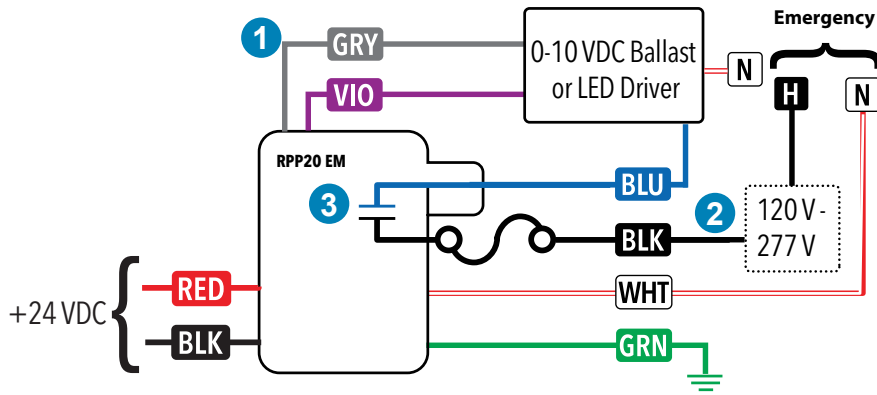 Emergency
1
GRY
0-10 VDC Ballast
or LED Driver
N
H
N
VIO
RPP20 EM
3
BLU
2
120 V -
277 V
BLK
RED
WHT
+24 VDC
BLK
GRN